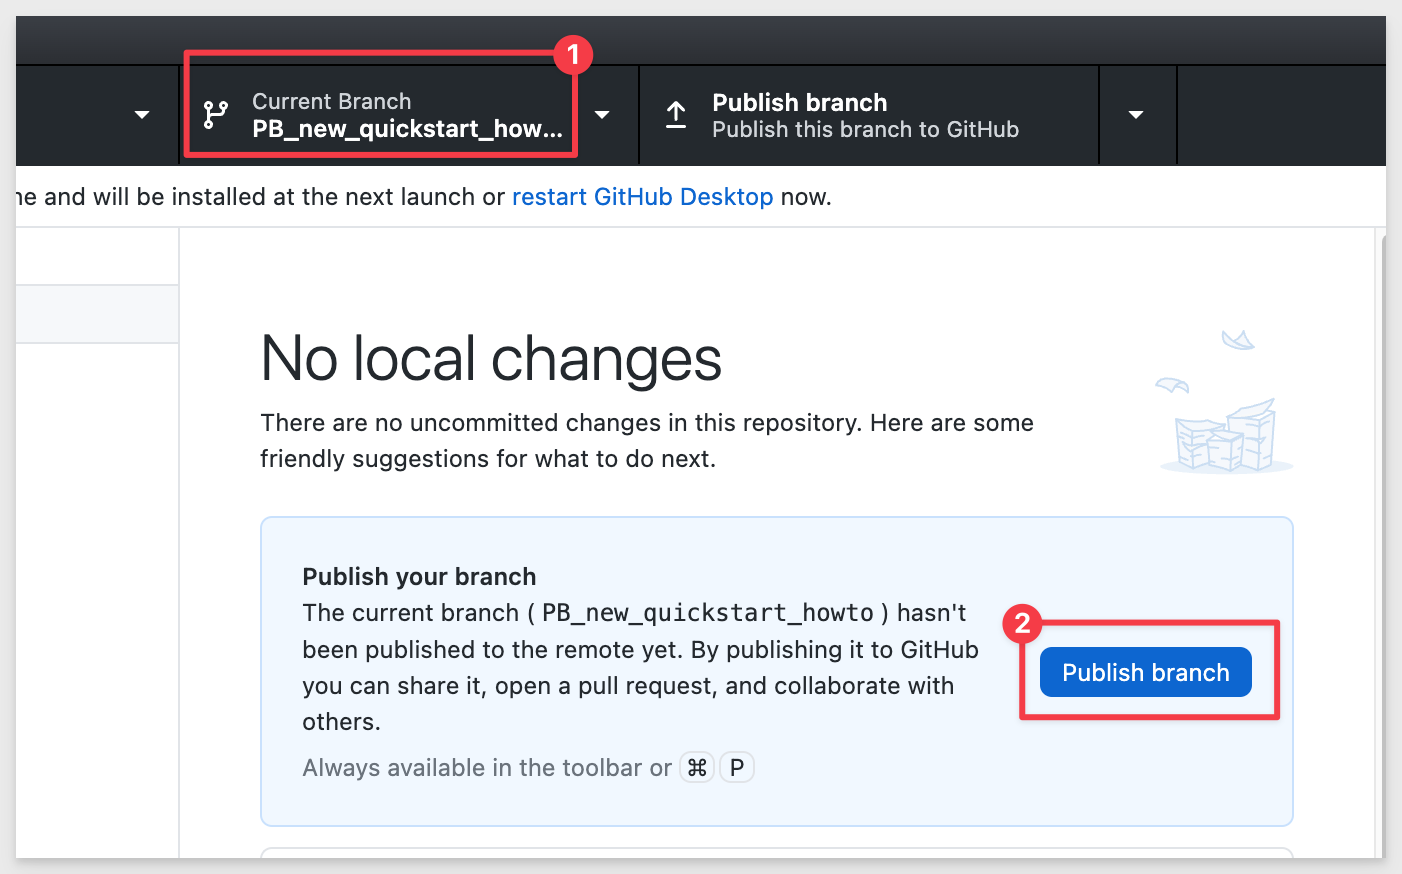 1
Current Branch
PB_new_quickstart_how...
Publish branch
Publish this branch to GitHub
and will be installed at the next launch or restart GitHub Desktop now.
No local changes
There are no uncommitted changes in this repository. Here are some
friendly suggestions for what to do next.
Publish your branch
The current branch ( PB_new_quickstart_howto ) hasn't
been published to the remote yet. By publishing it to GitHub
you can share it, open a pull request, and collaborate with
others.
Always available in the toolbar or ⌘ P
2
Publish branch